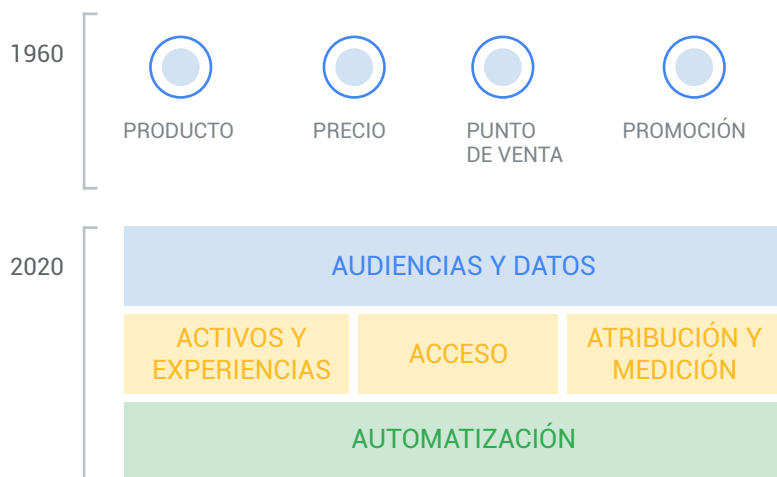 1960
PRODUCTO
PRECIO
PUNTO
DE VENTA
PROMOCIÓN
2020
AUDIENCIAS Y DATOS
ACTIVOS Y
EXPERIENCIAS
ACCESO
ATRIBUCIÓN Y
MEDICIÓN
AUTOMATIZACIÓN